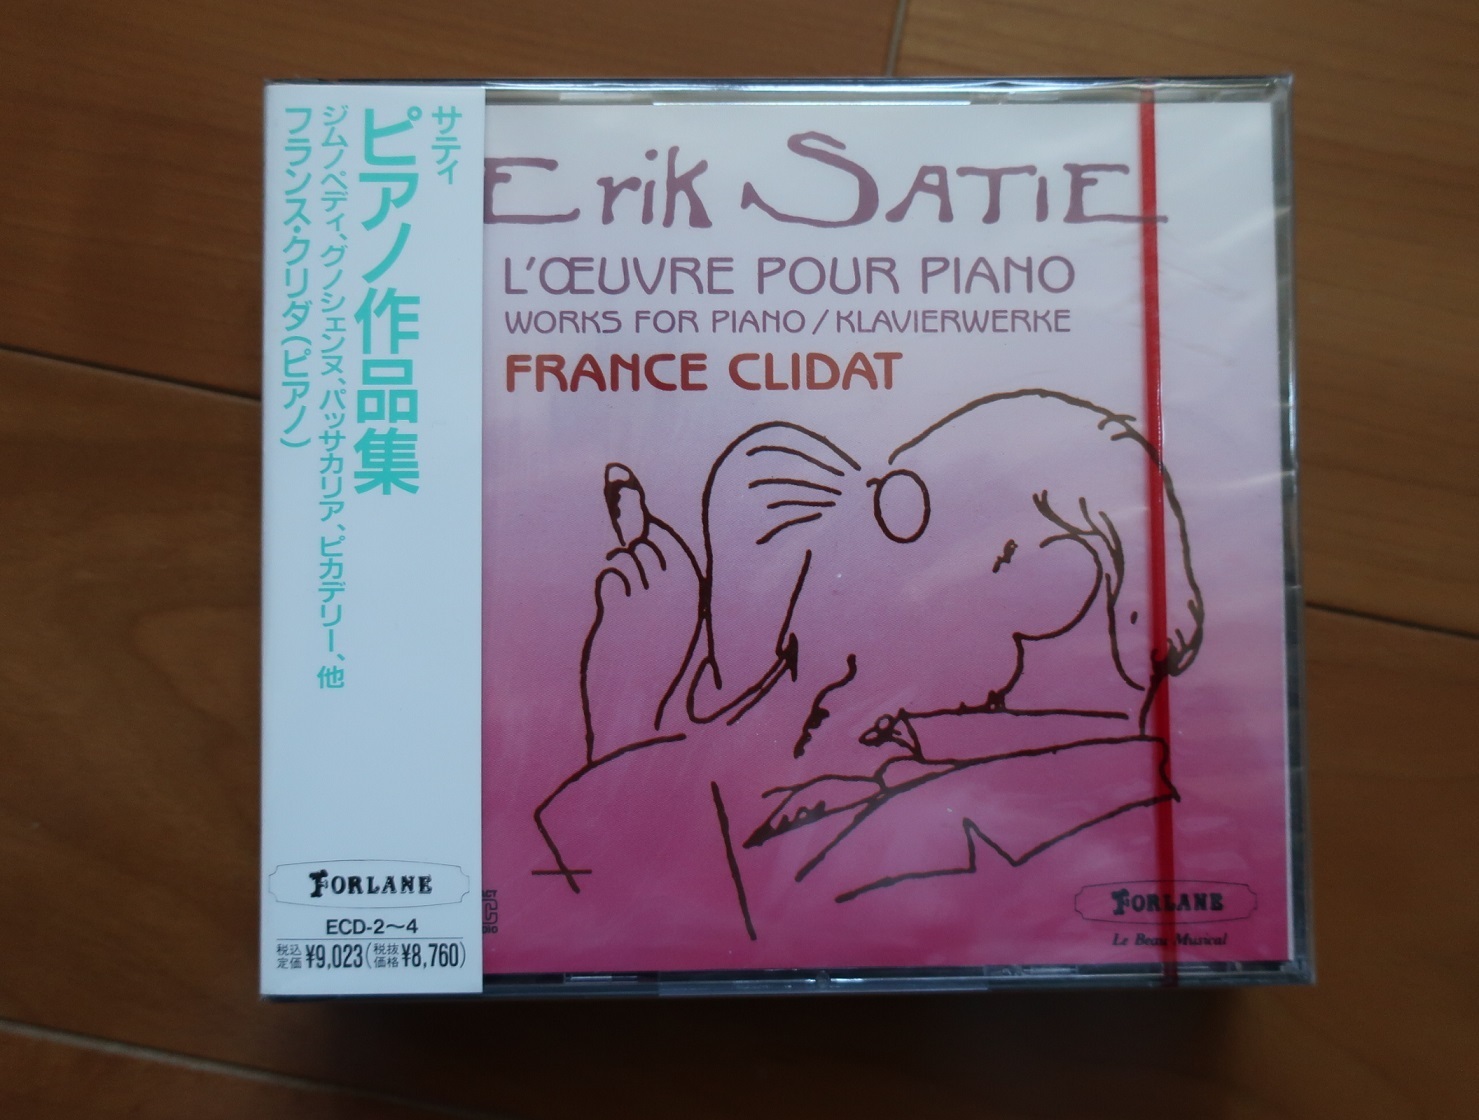 サティ
ピアノ作品集
ジムノペディ、グノシェンヌ、パッサカリア、ピカデリー、他
フランス・クリダ(ピアノ)
FORLANE
ECD-2〜4
税込定価 ¥9,023(税抜価格 ¥8,760)
Erik SATIE
L'ŒUVRE POUR PIANO
WORKS FOR PIANO / KLAVIERWERKE
FRANCE CLIDAT
FORLANE
Le Beau Musical